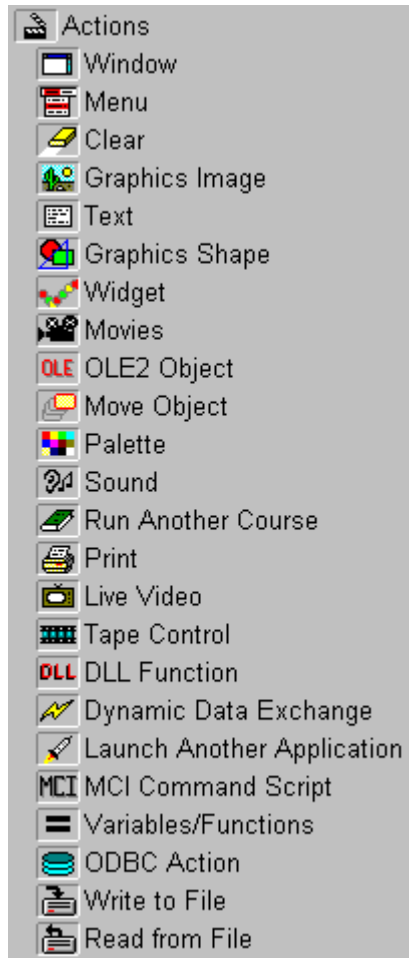 Actions
Window
Menu
Clear
Graphics Image
Text
Graphics Shape
Widget
Movies
OLE OLE2 Object
Move Object
Palette
Sound
Run Another Course
Print
Live Video
Tape Control
DLL DLL Function
Dynamic Data Exchange
Launch Another Application
MCI MCI Command Script
Variables/Functions
ODBC Action
Write to File
Read from File